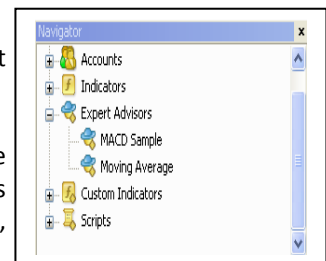 Navigator x
t
Accounts
Indicators
Expert Advisors
MACD Sample
e
Moving Average
s
Custom Indicators
,
Scripts